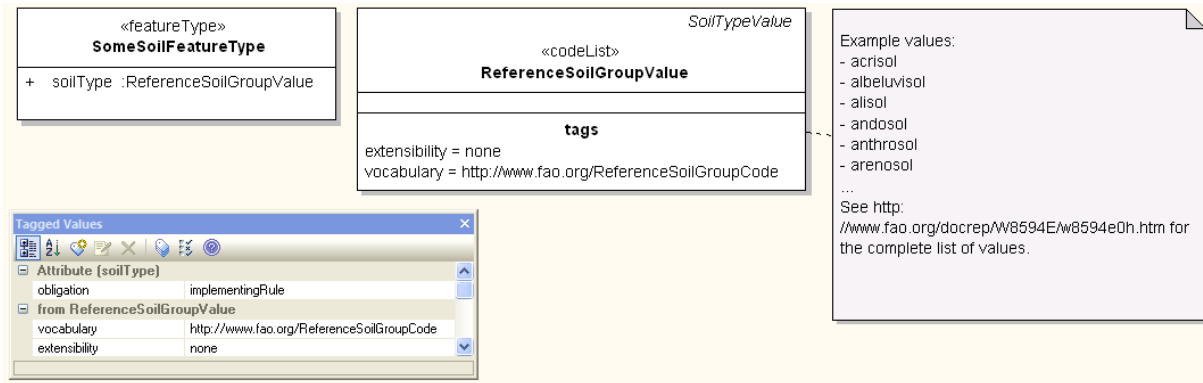 «featureType»
SomeSoilFeatureType
+ soilType :ReferenceSoilGroupValue
SoilTypeValue
«codeList»
ReferenceSoilGroupValue
tags
extensibility = none
vocabulary = http://www.fao.org/ReferenceSoilGroupCode
Example values:
- acrisol
- albeluvisol
- alisol
- andosol
- anthrosol
- arenosol
...
See http:
//www.fao.org/docrep/W8594E/w8594e0h.htm for
the complete list of values.
Tagged Values
Attribute (soilType)
obligation implementingRule
from ReferenceSoilGroupValue
vocabulary http://www.fao.org/ReferenceSoilGroupCode
extensibility none